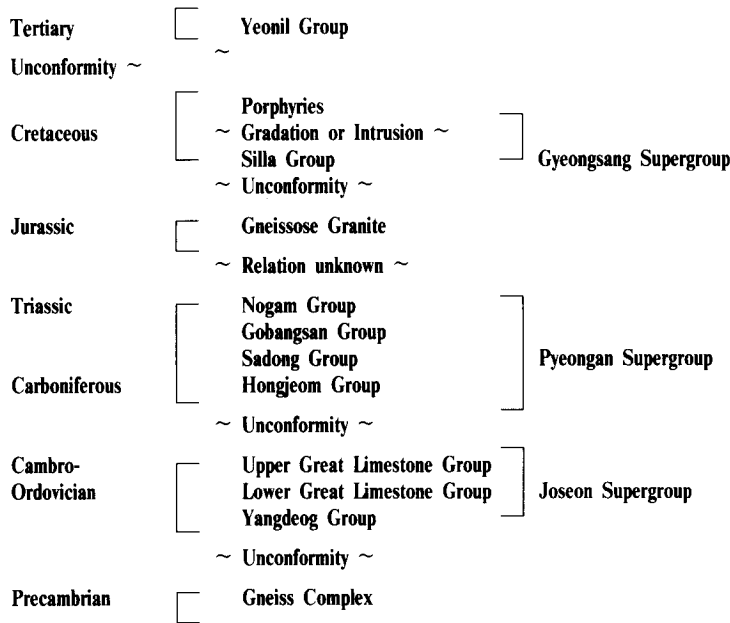 Tertiary Yeonil Group
~
Unconformity ~
Porphyries
Cretaceous ~ Gradation or Intrusion ~
Silla Group Gyeongsang Supergroup
~ Unconformity ~
Jurassic Gneissose Granite
~ Relation unknown ~
Triassic Nogam Group
Gobangsan Group
Sadong Group Pyeongan Supergroup
Carboniferous Hongjeom Group
~ Unconformity ~
Cambro- Upper Great Limestone Group
Ordovician Lower Great Limestone Group Joseon Supergroup
Yangdeog Group
~ Unconformity ~
Precambrian Gneiss Complex